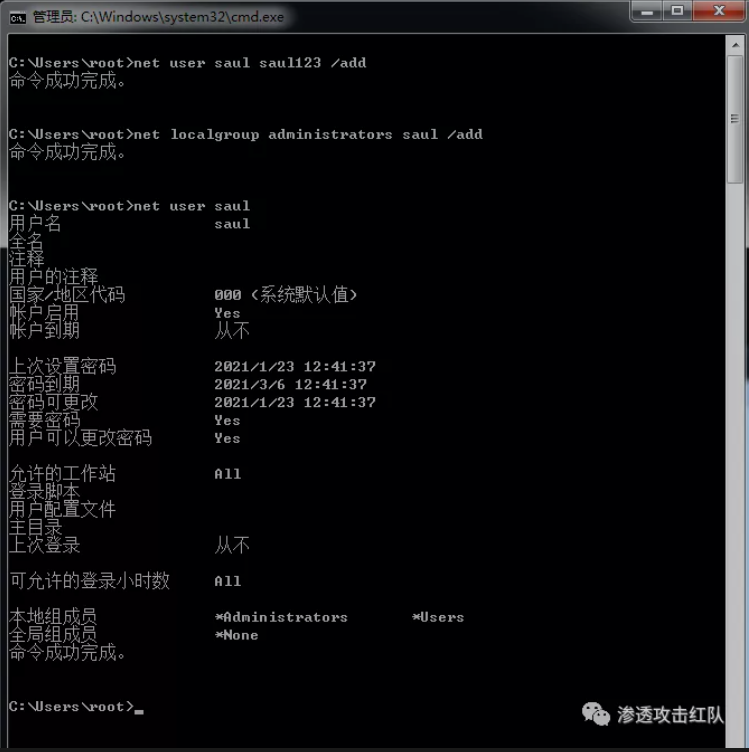 管理员: C:\Windows\system32\cmd.exe
C:\Users\root>net user saul saul123 /add
命令成功完成。
C:\Users\root>net localgroup administrators saul /add
命令成功完成。
C:\Users\root>net user saul
用户名 saul
全名
注释
用户的注释
国家/地区代码 000 (系统默认值)
帐户启用 Yes
帐户到期 从不
上次设置密码 2021/1/23 12:41:37
密码到期 2021/3/6 12:41:37
密码可更改 2021/1/23 12:41:37
需要密码 Yes
用户可以更改密码 Yes
允许的工作站 All
登录脚本
用户配置文件
主目录
上次登录 从不
可允许的登录小时数 All
本地组成员 *Administrators *Users
全局组成员 *None
命令成功完成。
C:\Users\root>_
渗透攻击红队